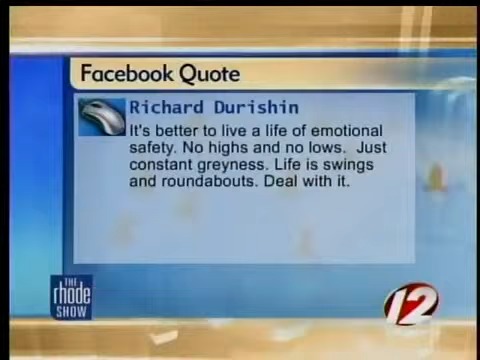 Facebook Quote
Richard Durishin
It's better to live a life of emotional
safety. No highs and no lows.  Just
constant greyness. Life is swings
and roundabouts. Deal with it.
THE
rhode
SHOW
12